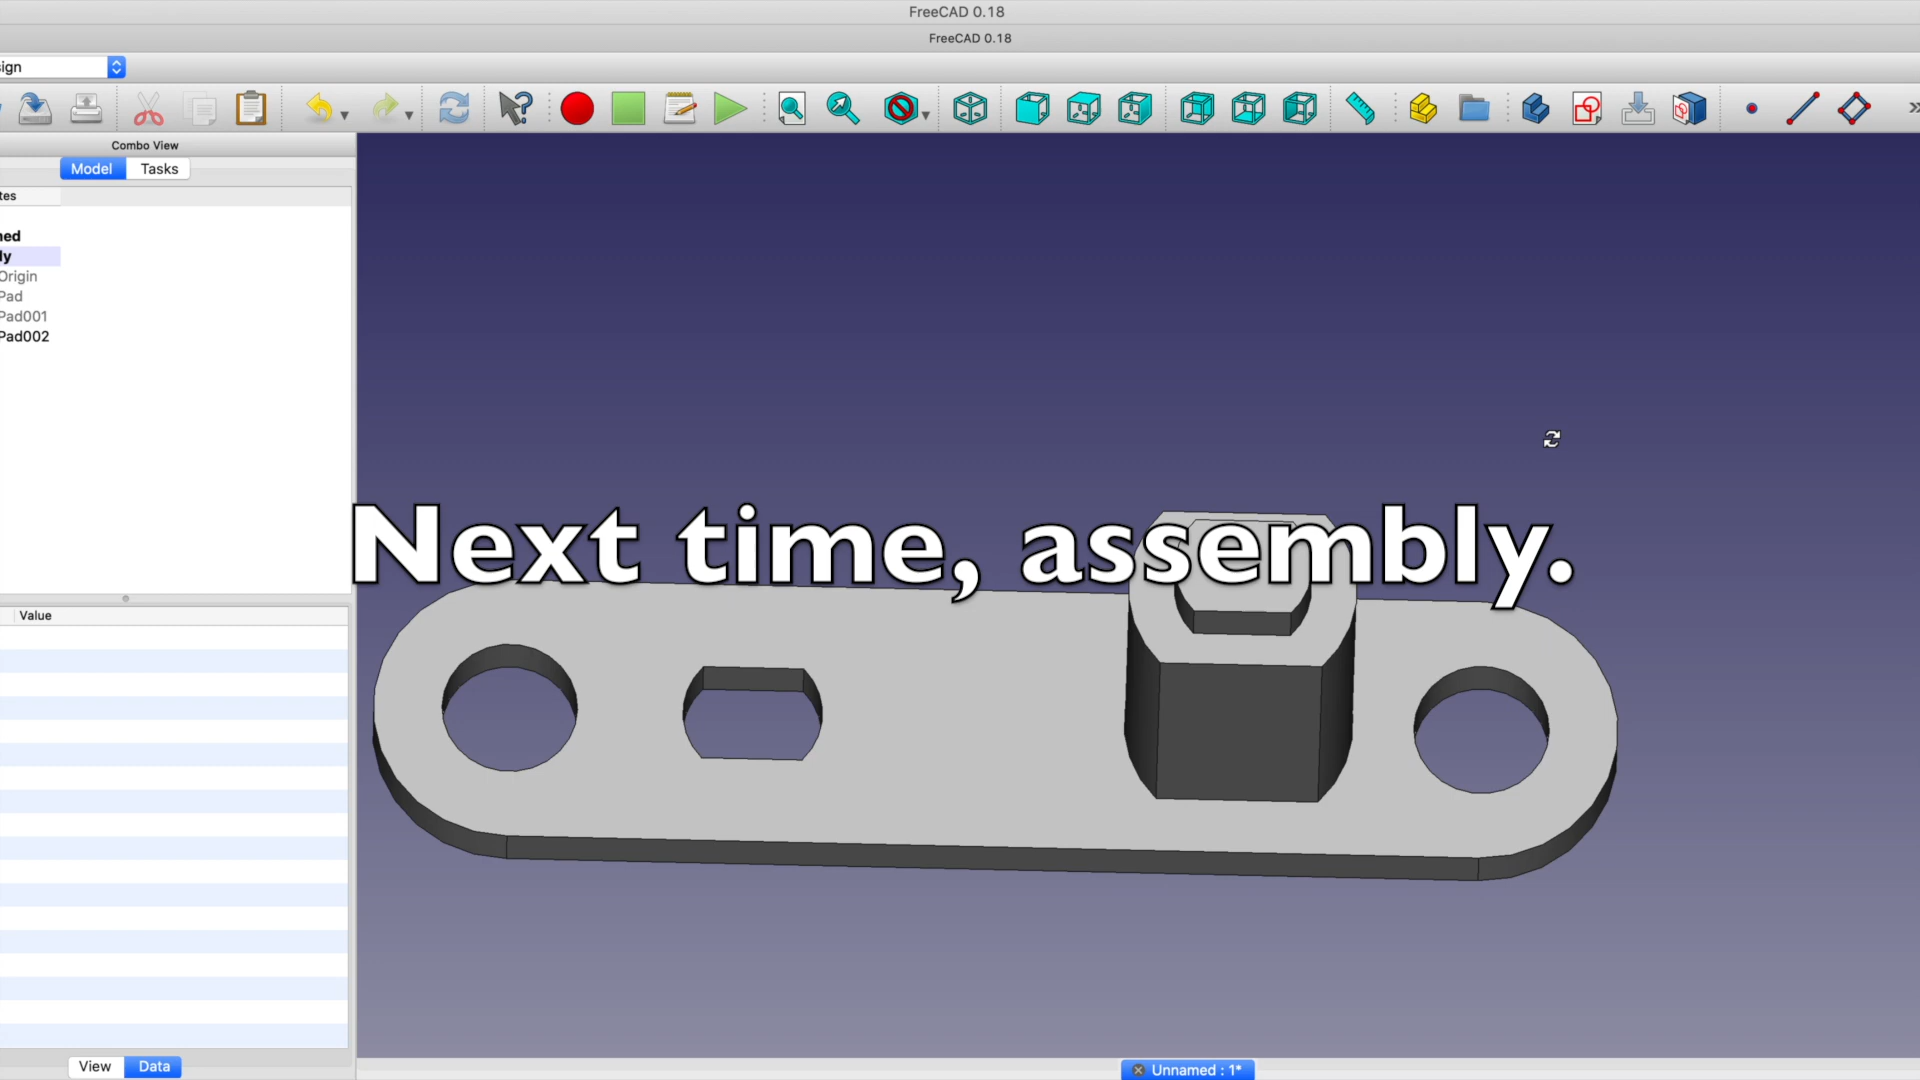 FreeCAD 0.18
FreeCAD 0.18
ign
Combo View
Model Tasks
tes
ned
ly
Origin
Pad
Pad001
Pad002
Next time, assembly.
Value
View Data
Unnamed : 1*